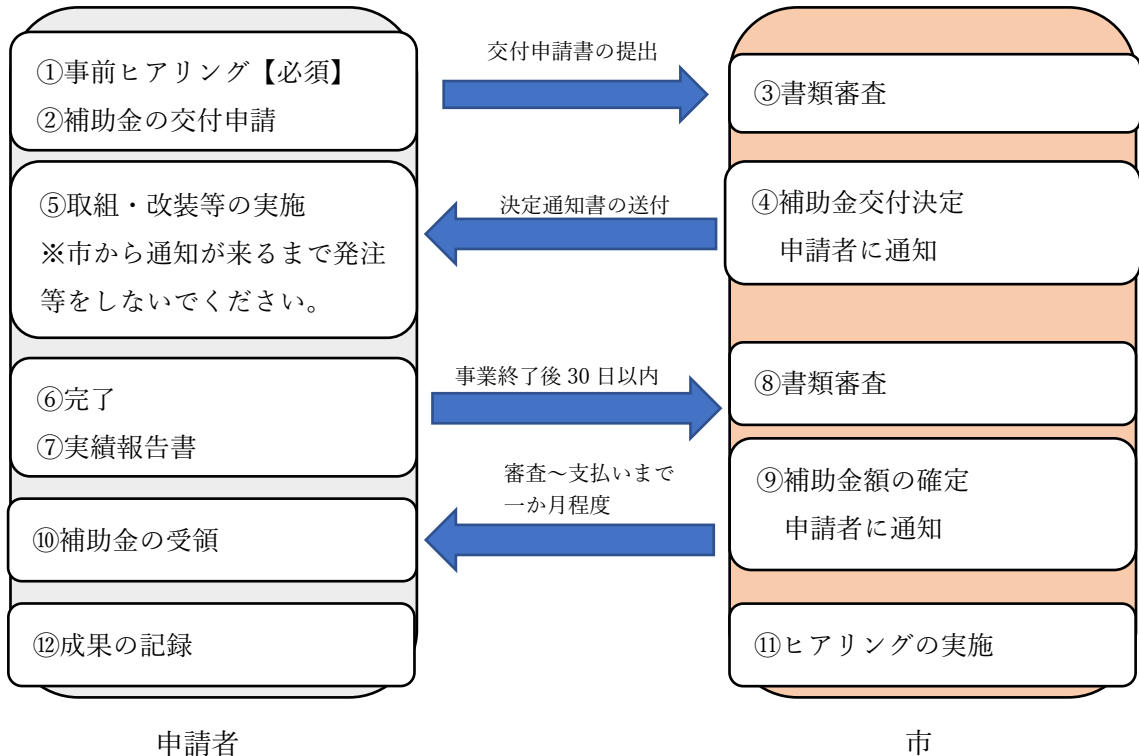 ①事前ヒアリング【必須】
②補助金の交付申請
交付申請書の提出
③書類審査
⑤取組・改装等の実施
※市から通知が来るまで発注
等をしないでください。
決定通知書の送付
④補助金交付決定
申請者に通知
⑥完了
⑦実績報告書
事業終了後 30 日以内
⑧書類審査
審査～支払いまで
一か月程度
⑨補助金額の確定
申請者に通知
⑩補助金の受領
⑫成果の記録
⑪ヒアリングの実施
申請者
市